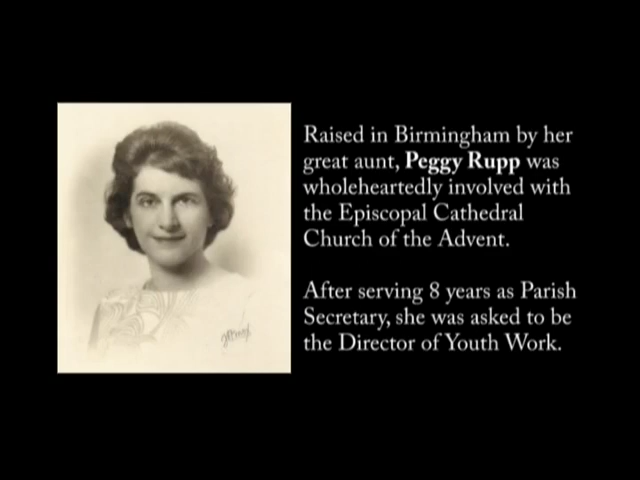 Raised in Birmingham by her
great aunt, Peggy Rupp was
wholeheartedly involved with
the Episcopal Cathedral
Church of the Advent.
After serving 8 years as Parish
Secretary, she was asked to be
the Director of Youth Work.